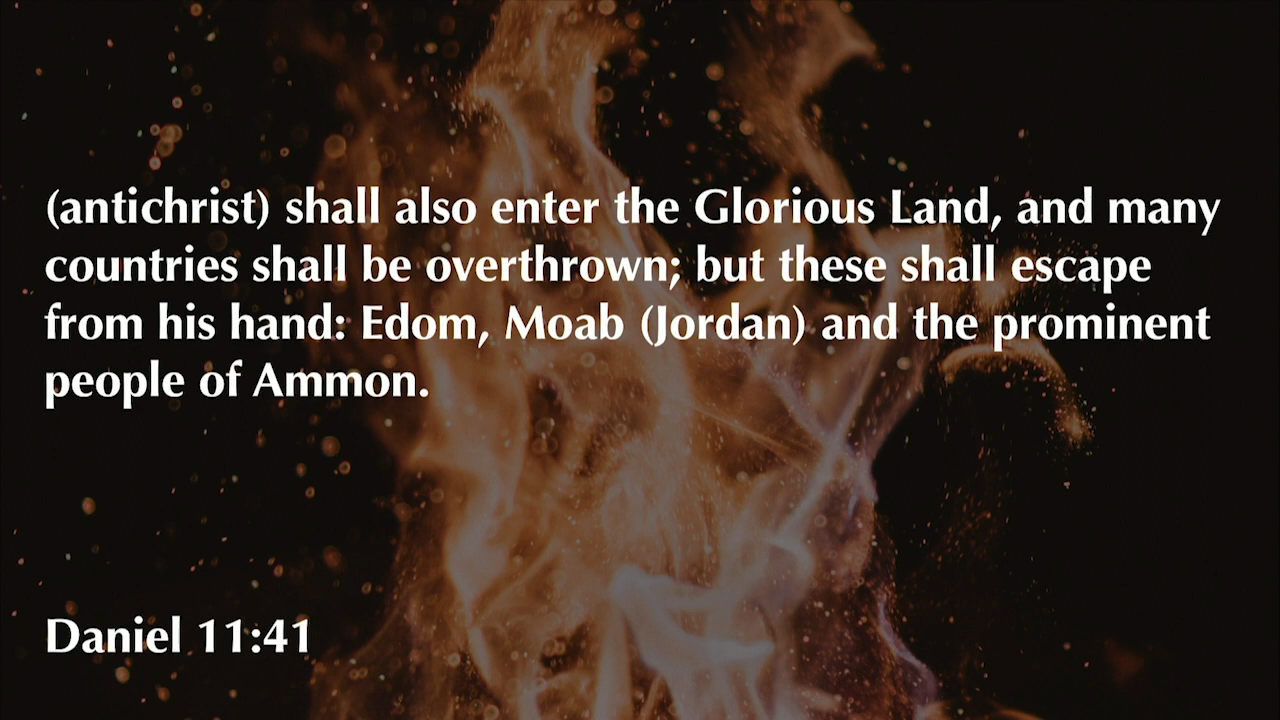 (antichrist) shall also enter the Glorious Land, and many
countries shall be overthrown; but these shall escape
from his hand: Edom, Moab (Jordan) and the prominent
people of Ammon.
Daniel 11:41